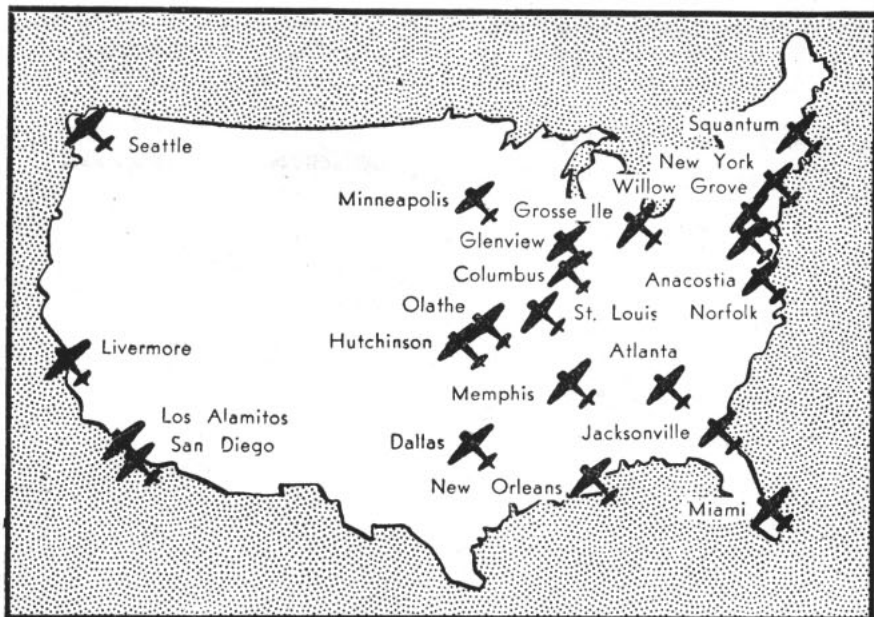 Squantum
Seattle
New York
Willow Grove
Minneapolis
Grosse Ile
Glenview
Columbus
Anacostia
Olathe
St. Louis
Norfolk
Hutchinson
Livermore
Atlanta
Memphis
Los Alamitos
San Diego
Jacksonville
Dallas
New Orleans
Miami